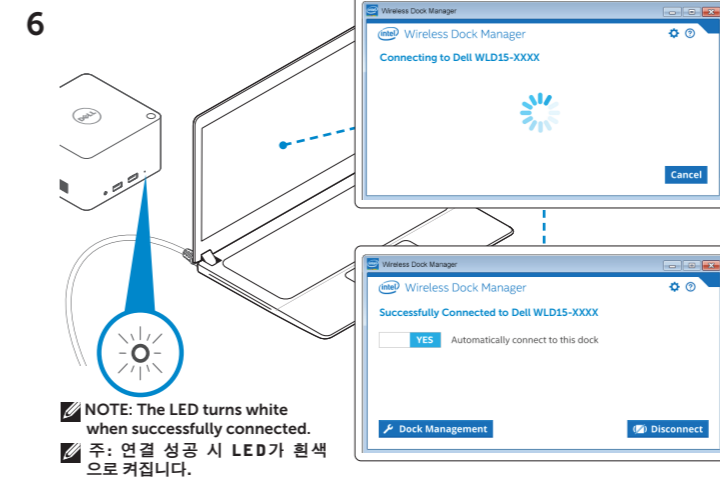 6
DELL
Wireless Dock Manager
intel Wireless Dock Manager
Connecting to Dell WLD15-XXXX
Cancel
Wireless Dock Manager
intel Wireless Dock Manager
Successfully Connected to Dell WLD15-XXXX
YES Automatically connect to this dock
Dock Management
Disconnect
NOTE: The LED turns white
when successfully connected.
주: 연결 성공 시 LED가 흰색
으로 켜집니다.